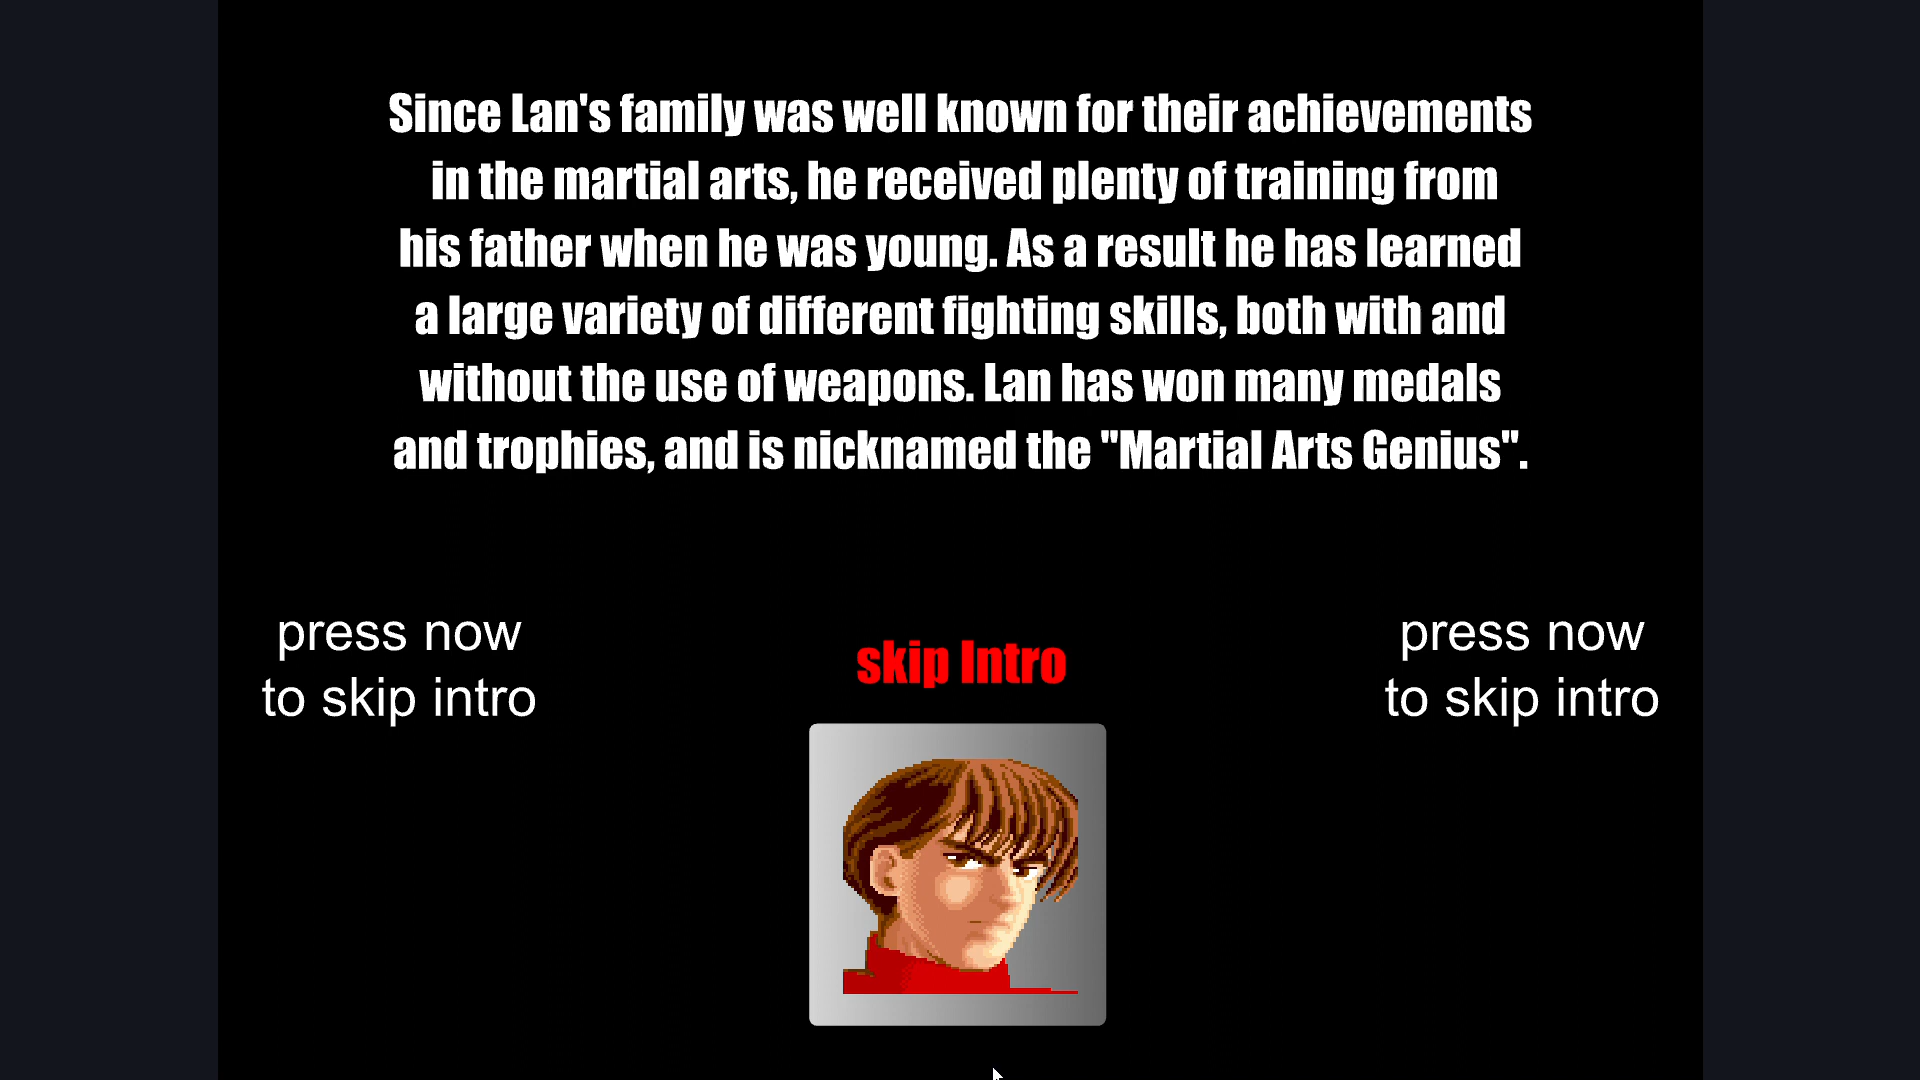 Since Lan's family was well known for their achievements
in the martial arts, he received plenty of training from
his father when he was young. As a result he has learned
a large variety of different fighting skills, both with and
without the use of weapons. Lan has won many medals
and trophies, and is nicknamed the "Martial Arts Genius".
press now
to skip intro
skip Intro
press now
to skip intro